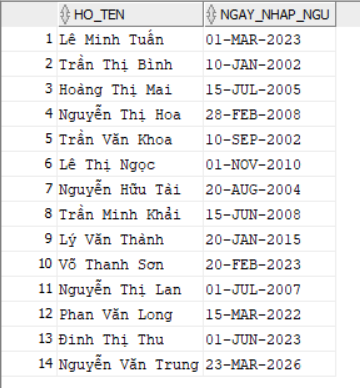 HO_TEN NGAY_NHAP_NGU
1 Lê Minh Tuấn 01-MAR-2023
2 Trần Thị Bình 10-JAN-2002
3 Hoàng Thị Mai 15-JUL-2005
4 Nguyễn Thị Hoa 28-FEB-2008
5 Trần Văn Khoa 10-SEP-2002
6 Lê Thị Ngọc 01-NOV-2010
7 Nguyễn Hữu Tài 20-AUG-2004
8 Trần Minh Khải 15-JUN-2008
9 Lý Văn Thành 20-JAN-2015
10 Võ Thanh Sơn 20-FEB-2023
11 Nguyễn Thị Lan 01-JUL-2007
12 Phan Văn Long 15-MAR-2022
13 Đinh Thị Thu 01-JUN-2023
14 Nguyễn Văn Trung 23-MAR-2026